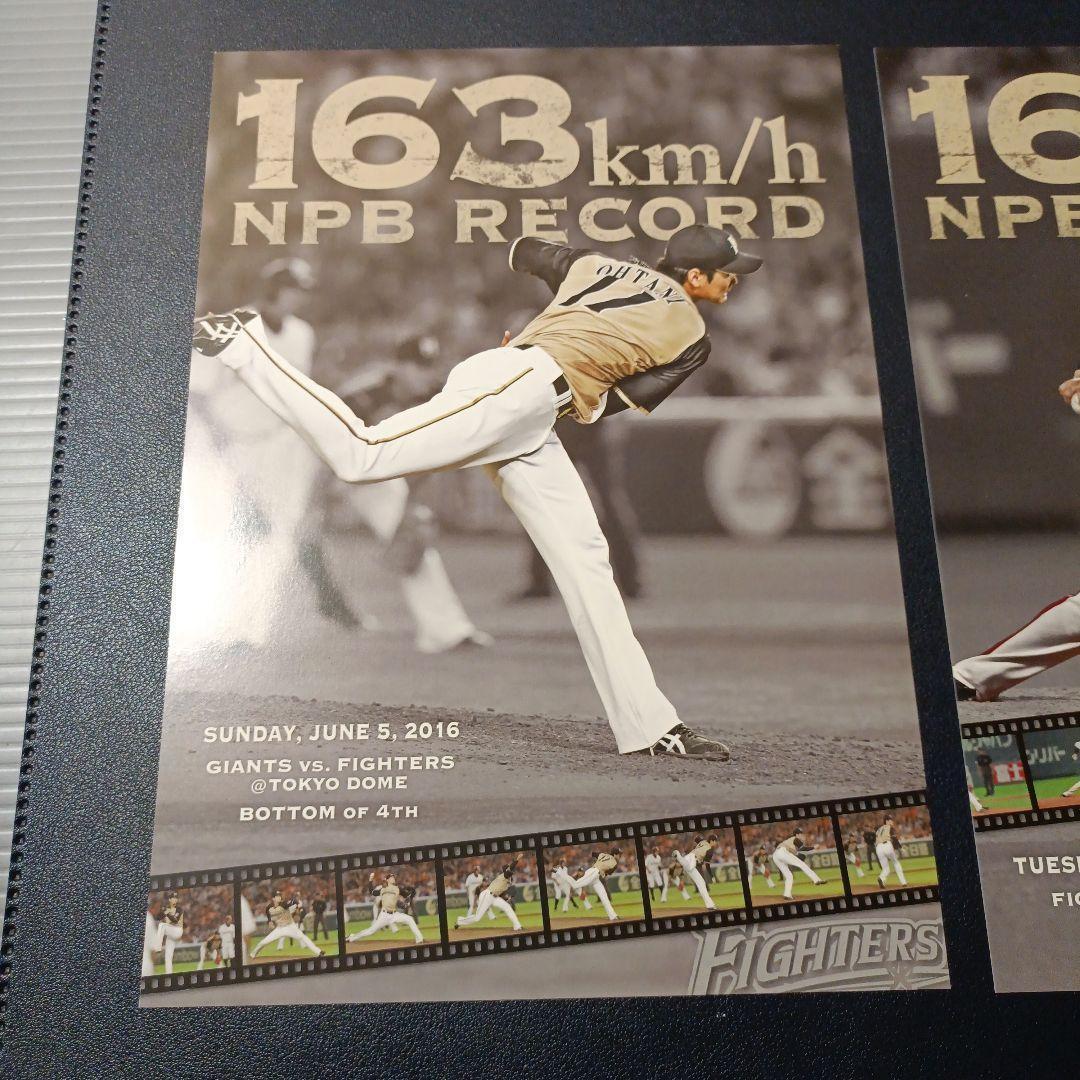 163km/h
NPB RECORD
OHTANI
11
SUNDAY, JUNE 5, 2016
GIANTS VS. FIGHTERS
@TOKYO DOME
BOTTOM OF 4TH
FIGHTERS
16
NPB
TUES
FIG